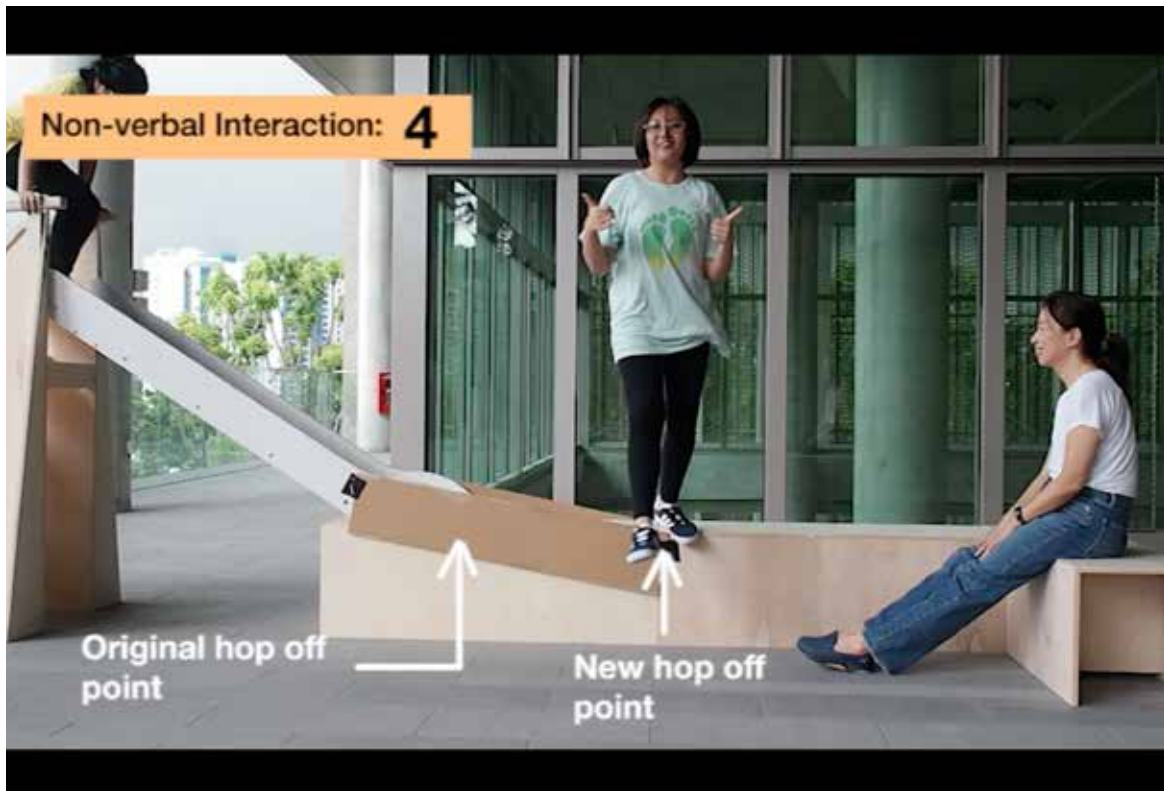 Non-verbal Interaction: 4
Original hop off
point
New hop off
point